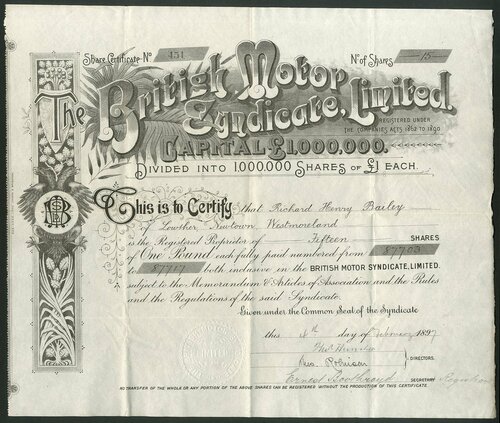 Share Certificate No 451 No of Shares 15
The British Motor
Syndicate, Limited.
REGISTERED UNDER
THE COMPANIES ACTS 1862 TO 1890
CAPITAL £1,000,000.
DIVIDED INTO 1,000,000 SHARES OF £1 EACH.
This is to Certify that Richard Henry Bailey
of Lowther Newtown Westmoreland
is the Registered Proprietor of Fifteen SHARES
of One Pound each fully paid numbered from 87703
to 87717 both inclusive in the BRITISH MOTOR SYNDICATE, LIMITED.
subject to the Memorandum & Articles of Association and the Rules
and the Regulations of the said Syndicate.
Given under the Common Seal of the Syndicate
this 4th day of February 1897
Robinson
DIRECTORS.
Ernest Boothroyd SECRETARY
NO TRANSFER OF THE WHOLE OR ANY PORTION OF THE ABOVE SHARES CAN BE REGISTERED WITHOUT THE PRODUCTION OF THIS CERTIFICATE.